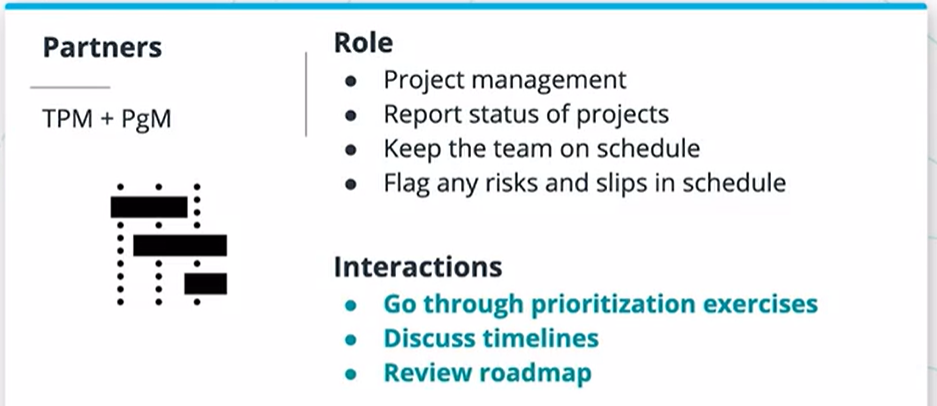 Partners
TPM + PgM
Role
• Project management
• Report status of projects
• Keep the team on schedule
• Flag any risks and slips in schedule
Interactions
• Go through prioritization exercises
• Discuss timelines
• Review roadmap